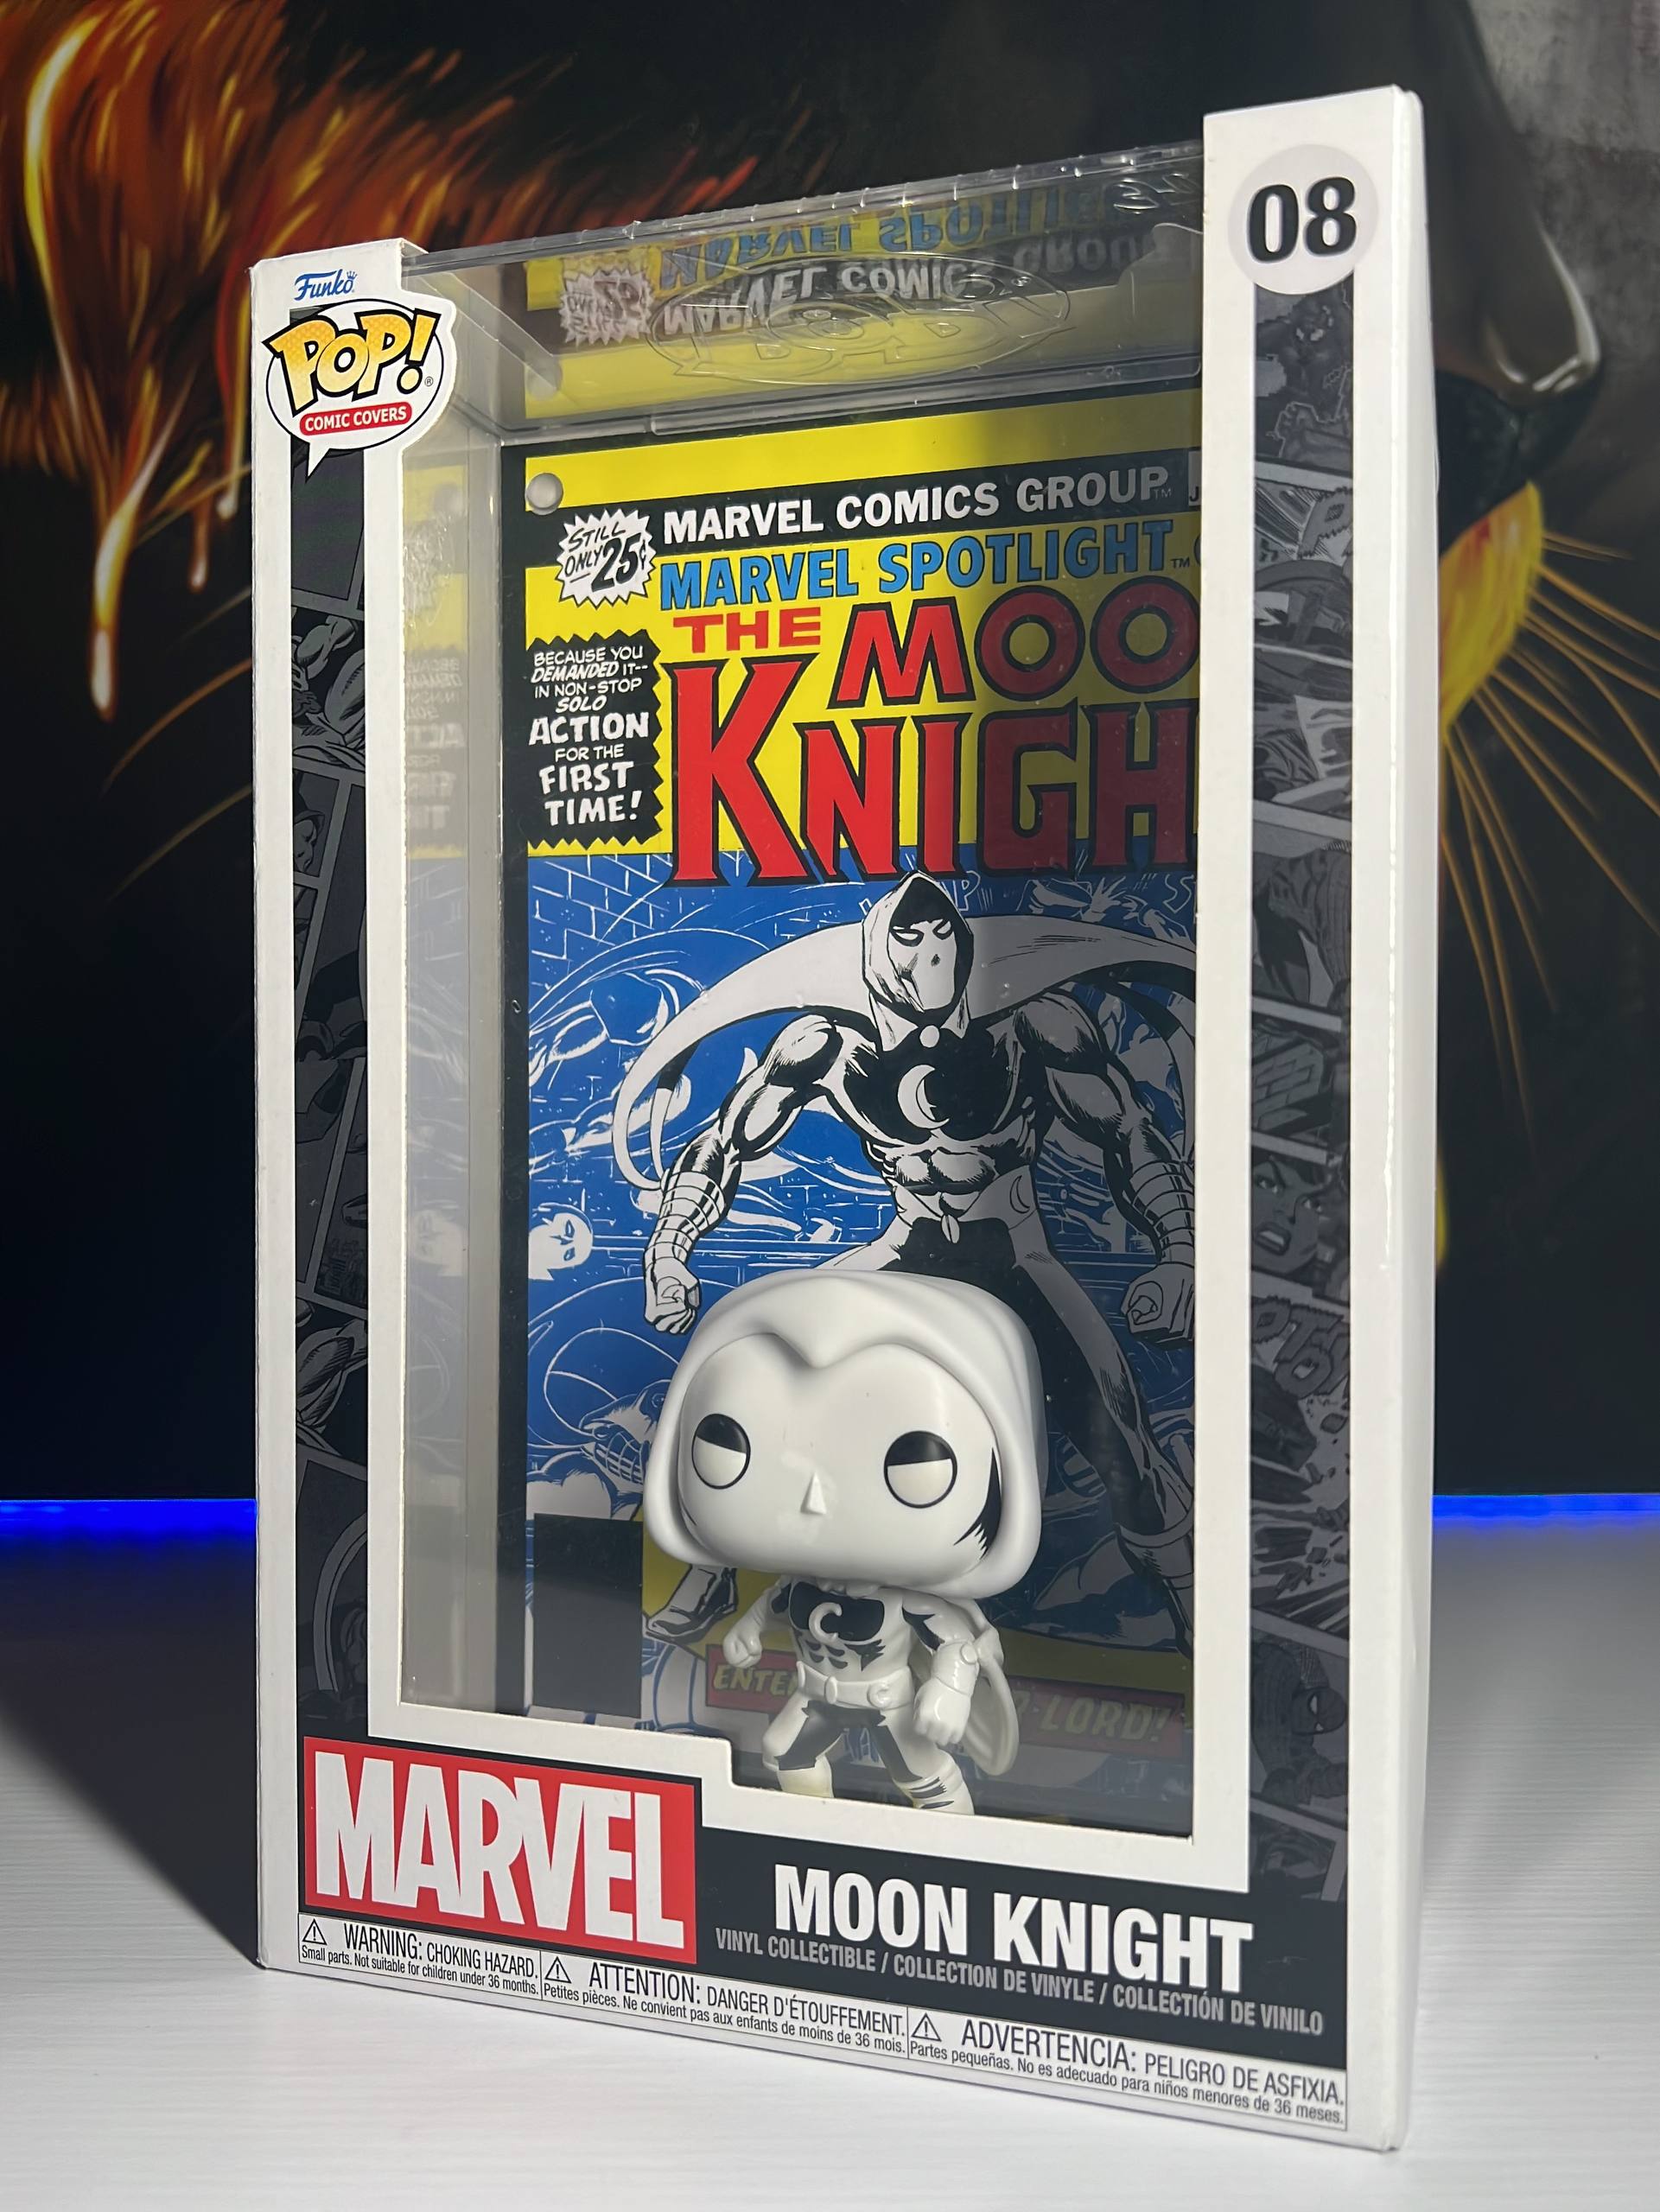 08
Funko
POP!
COMIC COVERS
MARVEL COMICS GROUP™
STILL
ONLY 25¢
MARVEL SPOTLIGHT™
THE MOO
KNIGH
BECAUSE YOU
DEMANDED IT--
IN NON-STOP
SOLO
ACTION
FOR THE
FIRST
TIME!
-LORD!
MARVEL
MOON KNIGHT
VINYL COLLECTIBLE / COLLECTION DE VINYLE / COLLECTIÓN DE VINILO
WARNING: CHOKING HAZARD.
Small parts. Not suitable for children under 36 months.
ATTENTION: DANGER D'ÉTOUFFEMENT.
Petites pièces. Ne convient pas aux enfants de moins de 36 mois.
ADVERTENCIA: PELIGRO DE ASFIXIA.
Partes pequeñas. No es adecuado para niños menores de 36 meses.